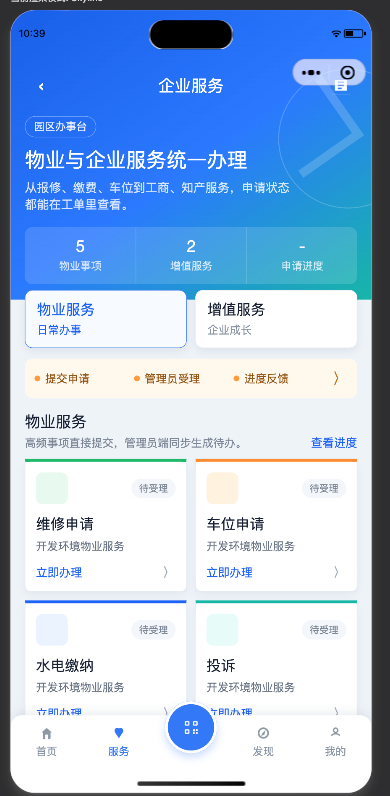 10:39
企业服务
园区办事台
物业与企业服务统一办理
从报修、缴费、车位到工商、知产服务，申请状态
都能在工单里查看。
5
2
-
物业事项
增值服务
申请进度
物业服务
增值服务
日常办事
企业成长
提交申请
管理员受理
进度反馈
物业服务
高频事项直接提交，管理员端同步生成待办。
查看进度
待受理
待受理
维修申请
车位申请
开发环境物业服务
开发环境物业服务
立即办理
立即办理
待受理
待受理
水电缴纳
投诉
开发环境物业服务
开发环境物业服务
立即办理
立即办理
首页
服务
发现
我的